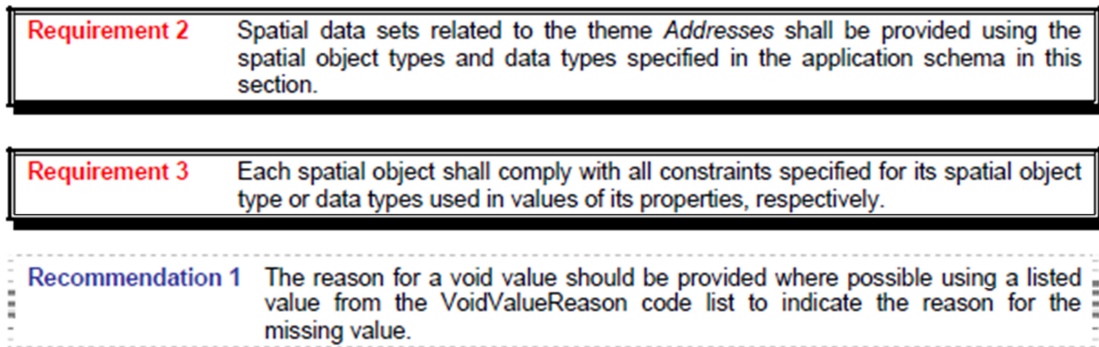 Requirement 2 Spatial data sets related to the theme Addresses shall be provided using the
spatial object types and data types specified in the application schema in this
section.
Requirement 3 Each spatial object shall comply with all constraints specified for its spatial object
type or data types used in values of its properties, respectively.
Recommendation 1 The reason for a void value should be provided where possible using a listed
value from the VoidValueReason code list to indicate the reason for the
missing value.